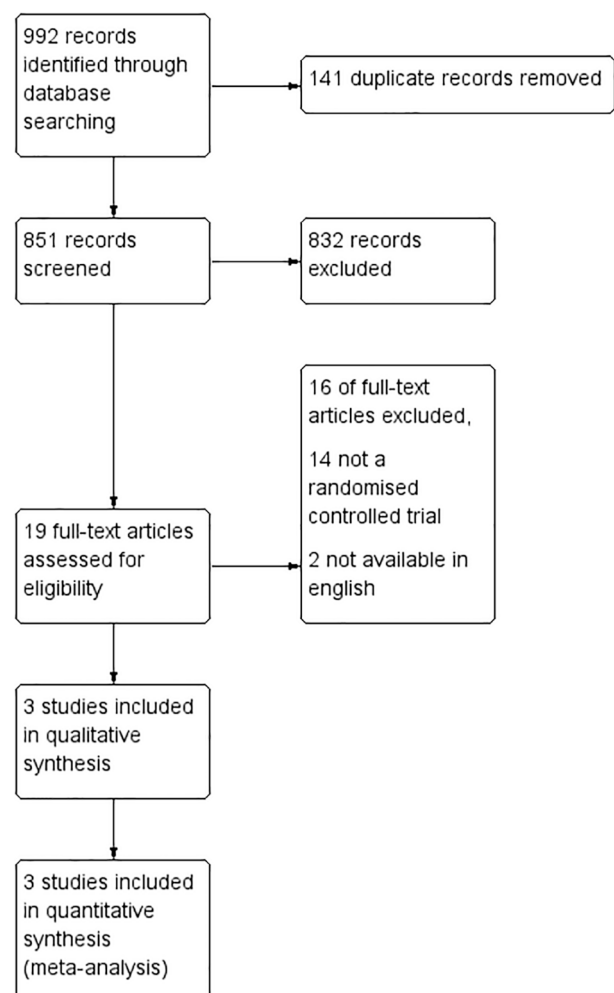 992 records
identified through
database
searching
141 duplicate records removed
851 records
screened
832 records
excluded
16 of full-text
articles excluded,
14 not a
randomised
controlled trial
2 not available in
english
19 full-text articles
assessed for
eligibility
3 studies included
in qualitative
synthesis
3 studies included
in quantitative
synthesis
(meta-analysis)